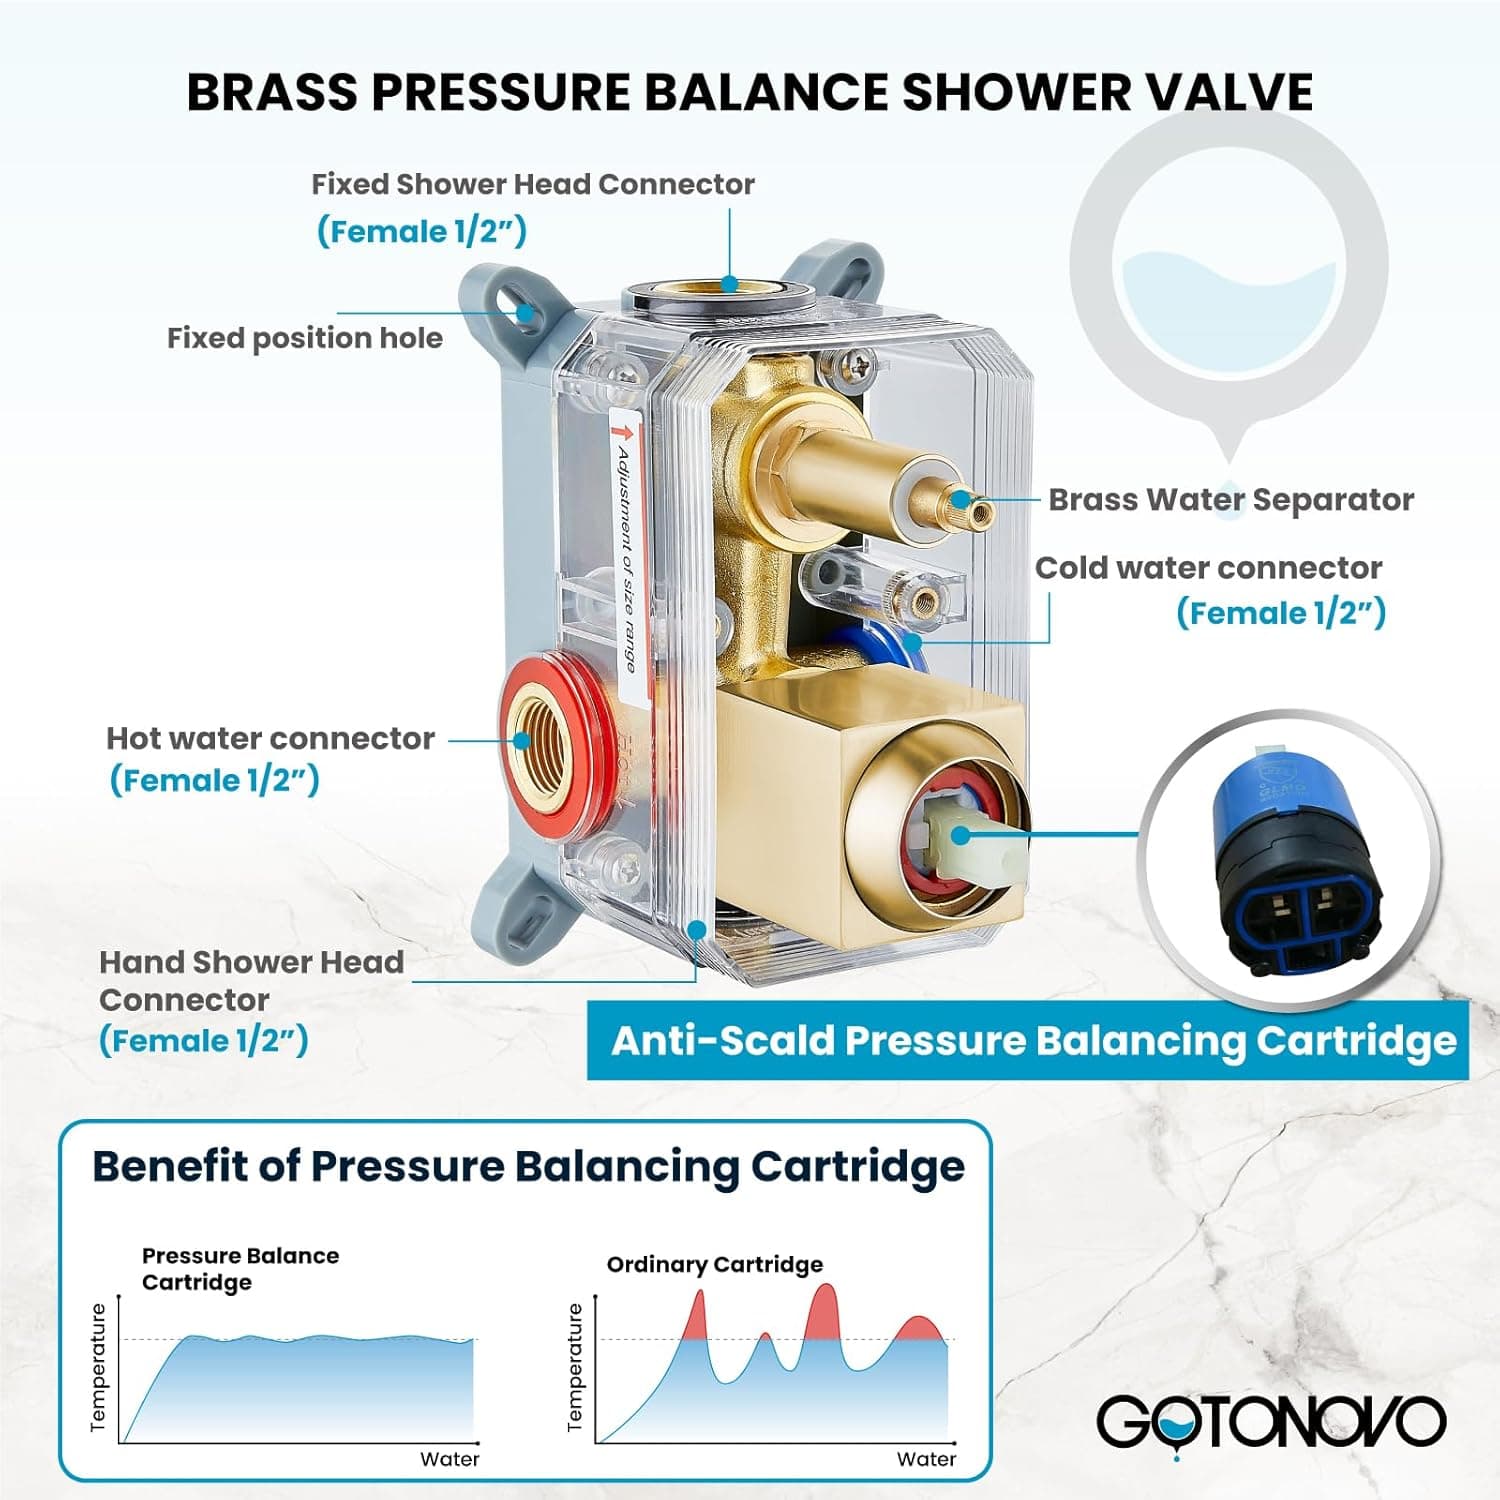 BRASS PRESSURE BALANCE SHOWER VALVE
Fixed Shower Head Connector
(Female 1/2")
Fixed position hole
Adjustment of size range
Brass Water Separator
Cold water connector
(Female 1/2")
Hot water connector
(Female 1/2")
Hand Shower Head
Connector
(Female 1/2")
Anti-Scald Pressure Balancing Cartridge
Benefit of Pressure Balancing Cartridge
Pressure Balance
Cartridge
Temperature
Water
Ordinary Cartridge
Temperature
Water
GOTONOVO